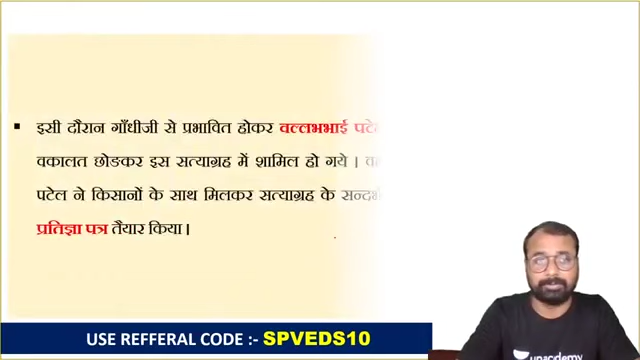 इसी दौरान गाँधीजी से प्रभावित होकर वल्लभभाई
वकालत छोङकर इस सत्याग्रह में शामिल हो गये ।
पटेल ने किसानों के साथ मिलकर सत्याग्रह के
प्रतिज्ञा पत्र तैयार किया ।
USE REFFERAL CODE :- SPVEDS10
unacademy